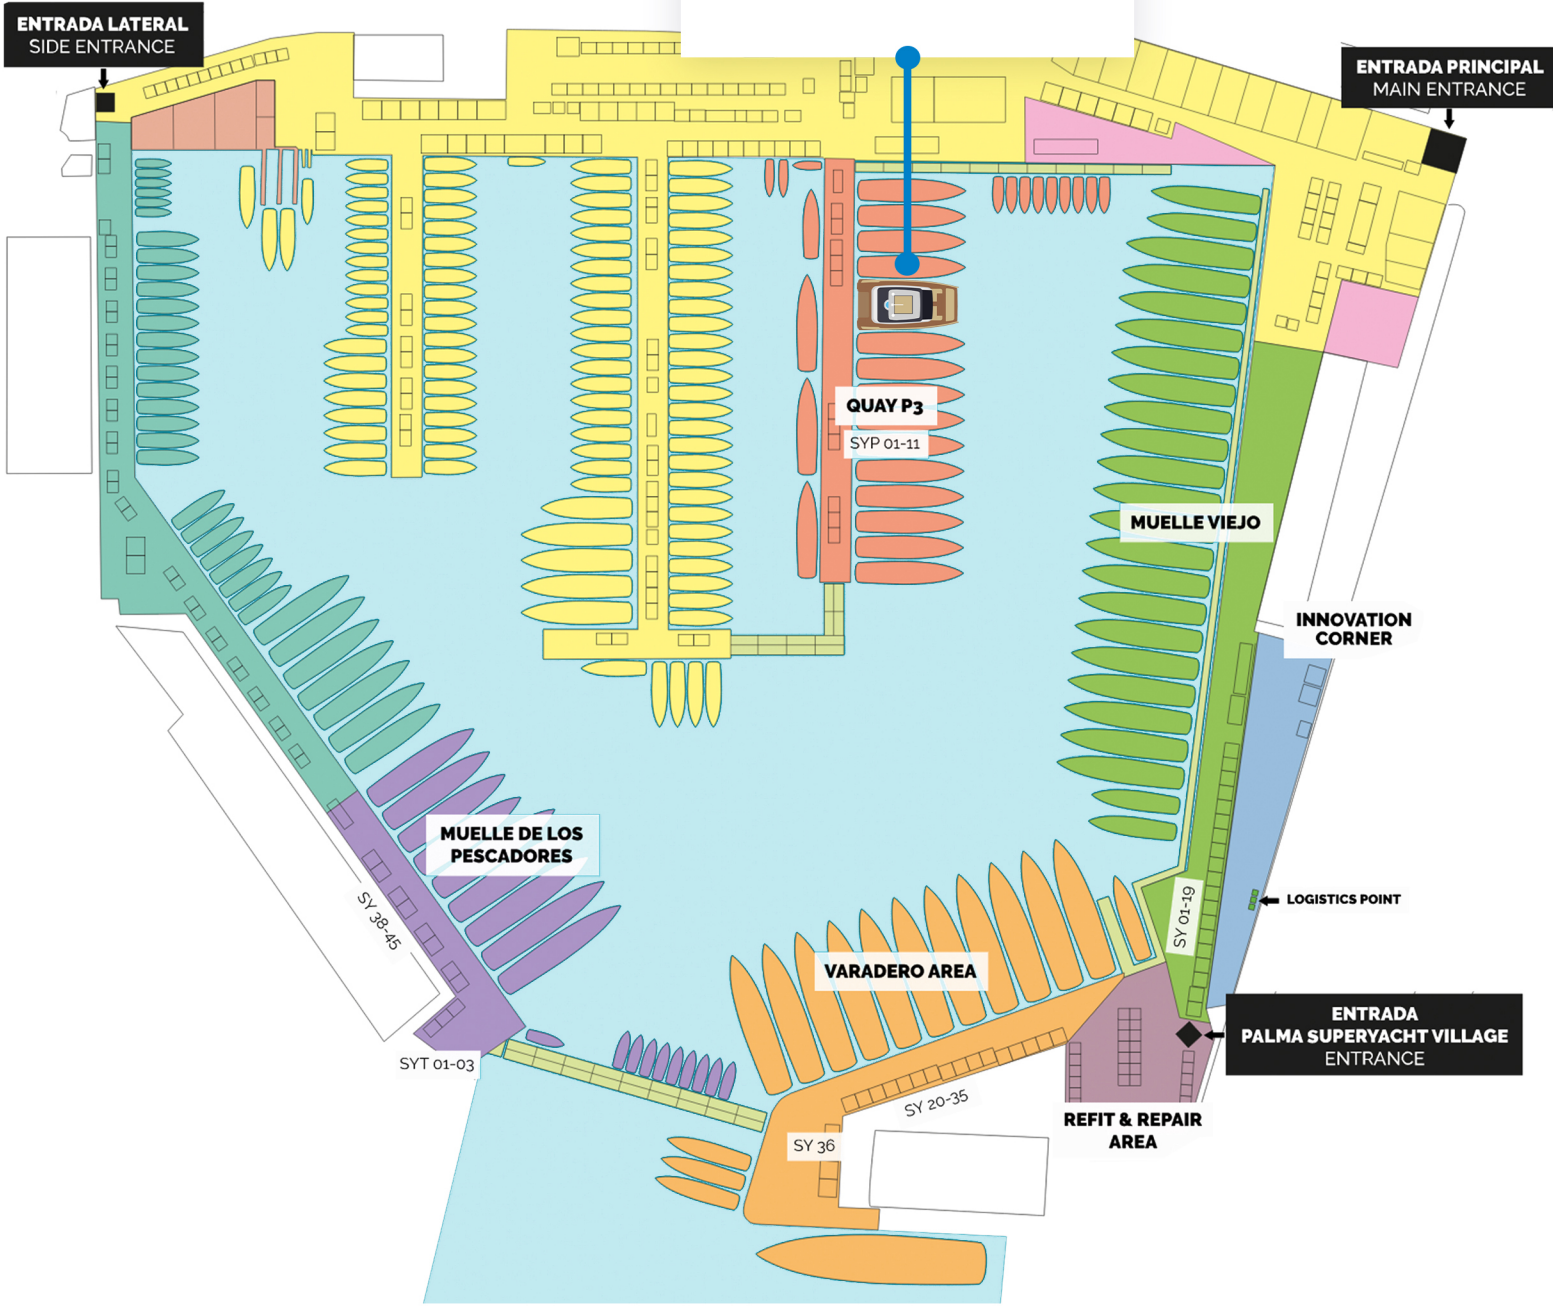 ENTRADA LATERAL
SIDE ENTRANCE
ENTRADA PRINCIPAL
MAIN ENTRANCE
QUAY P3
SYP 01-11
MUELLE VIEJO
INNOVATION
CORNER
MUELLE DE LOS
PESCADORES
SY 38-45
SY 01-19
LOGISTICS POINT
VARADERO AREA
ENTRADA
PALMA SUPERYACHT VILLAGE
ENTRANCE
SYT 01-03
SY 20-35
SY 36
REFIT & REPAIR
AREA